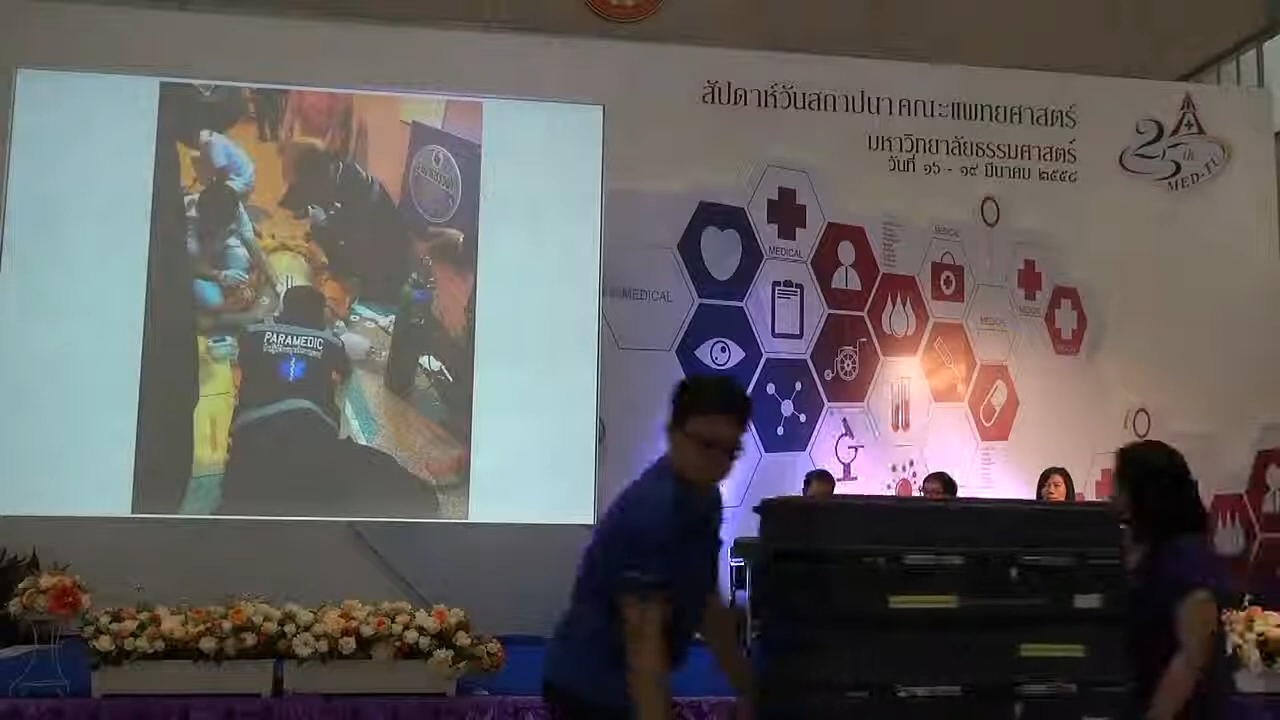 สัปดาห์วันสถาปนา คณะแพทยศาสตร์
มหาวิทยาลัยธรรมศาสตร์
วันที่ ๑๖ - ๑๙ มีนาคม ๒๕๕๘
25th
MED-TU
MEDICAL
MEDICAL
MEDICAL
MEDICAL
PARAMEDIC